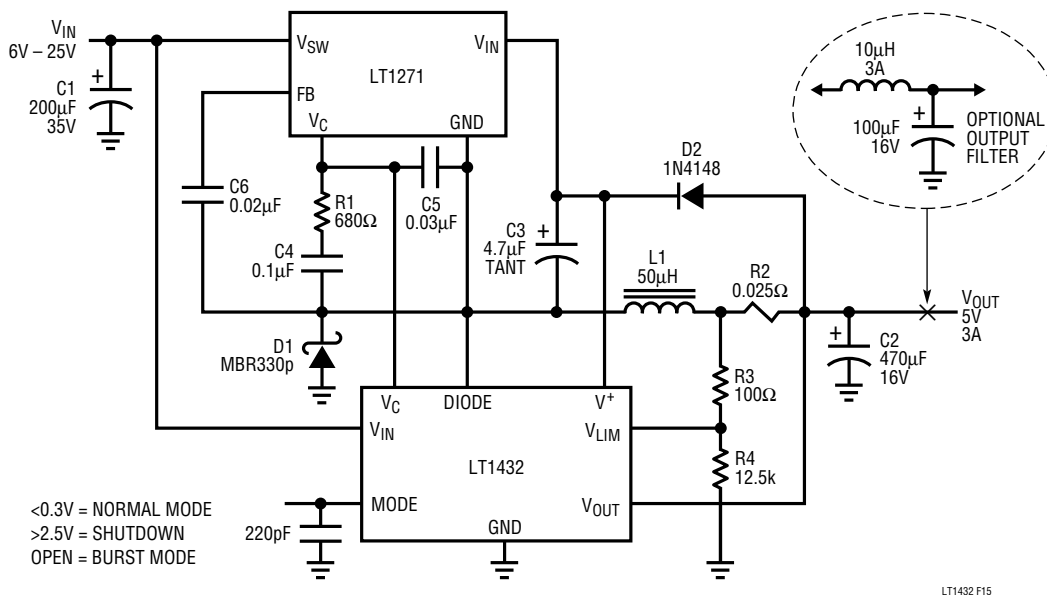 VIN
6V – 25V
+
C1
200µF
35V
VSW
VIN
LT1271
FB
VC
GND
10µH
3A
+
100µF
16V
OPTIONAL
OUTPUT
FILTER
D2
1N4148
C6
0.02µF
R1
680Ω
C5
0.03µF
C4
0.1µF
C3
4.7µF
TANT
+
L1
50µH
R2
0.025Ω
VOUT
5V
3A
+
C2
470µF
16V
D1
MBR330p
R3
100Ω
VC
DIODE
V+
VIN
VLIM
LT1432
R4
12.5k
MODE
VOUT
GND
220pF
<0.3V = NORMAL MODE
>2.5V = SHUTDOWN
OPEN = BURST MODE
LT1432 F15